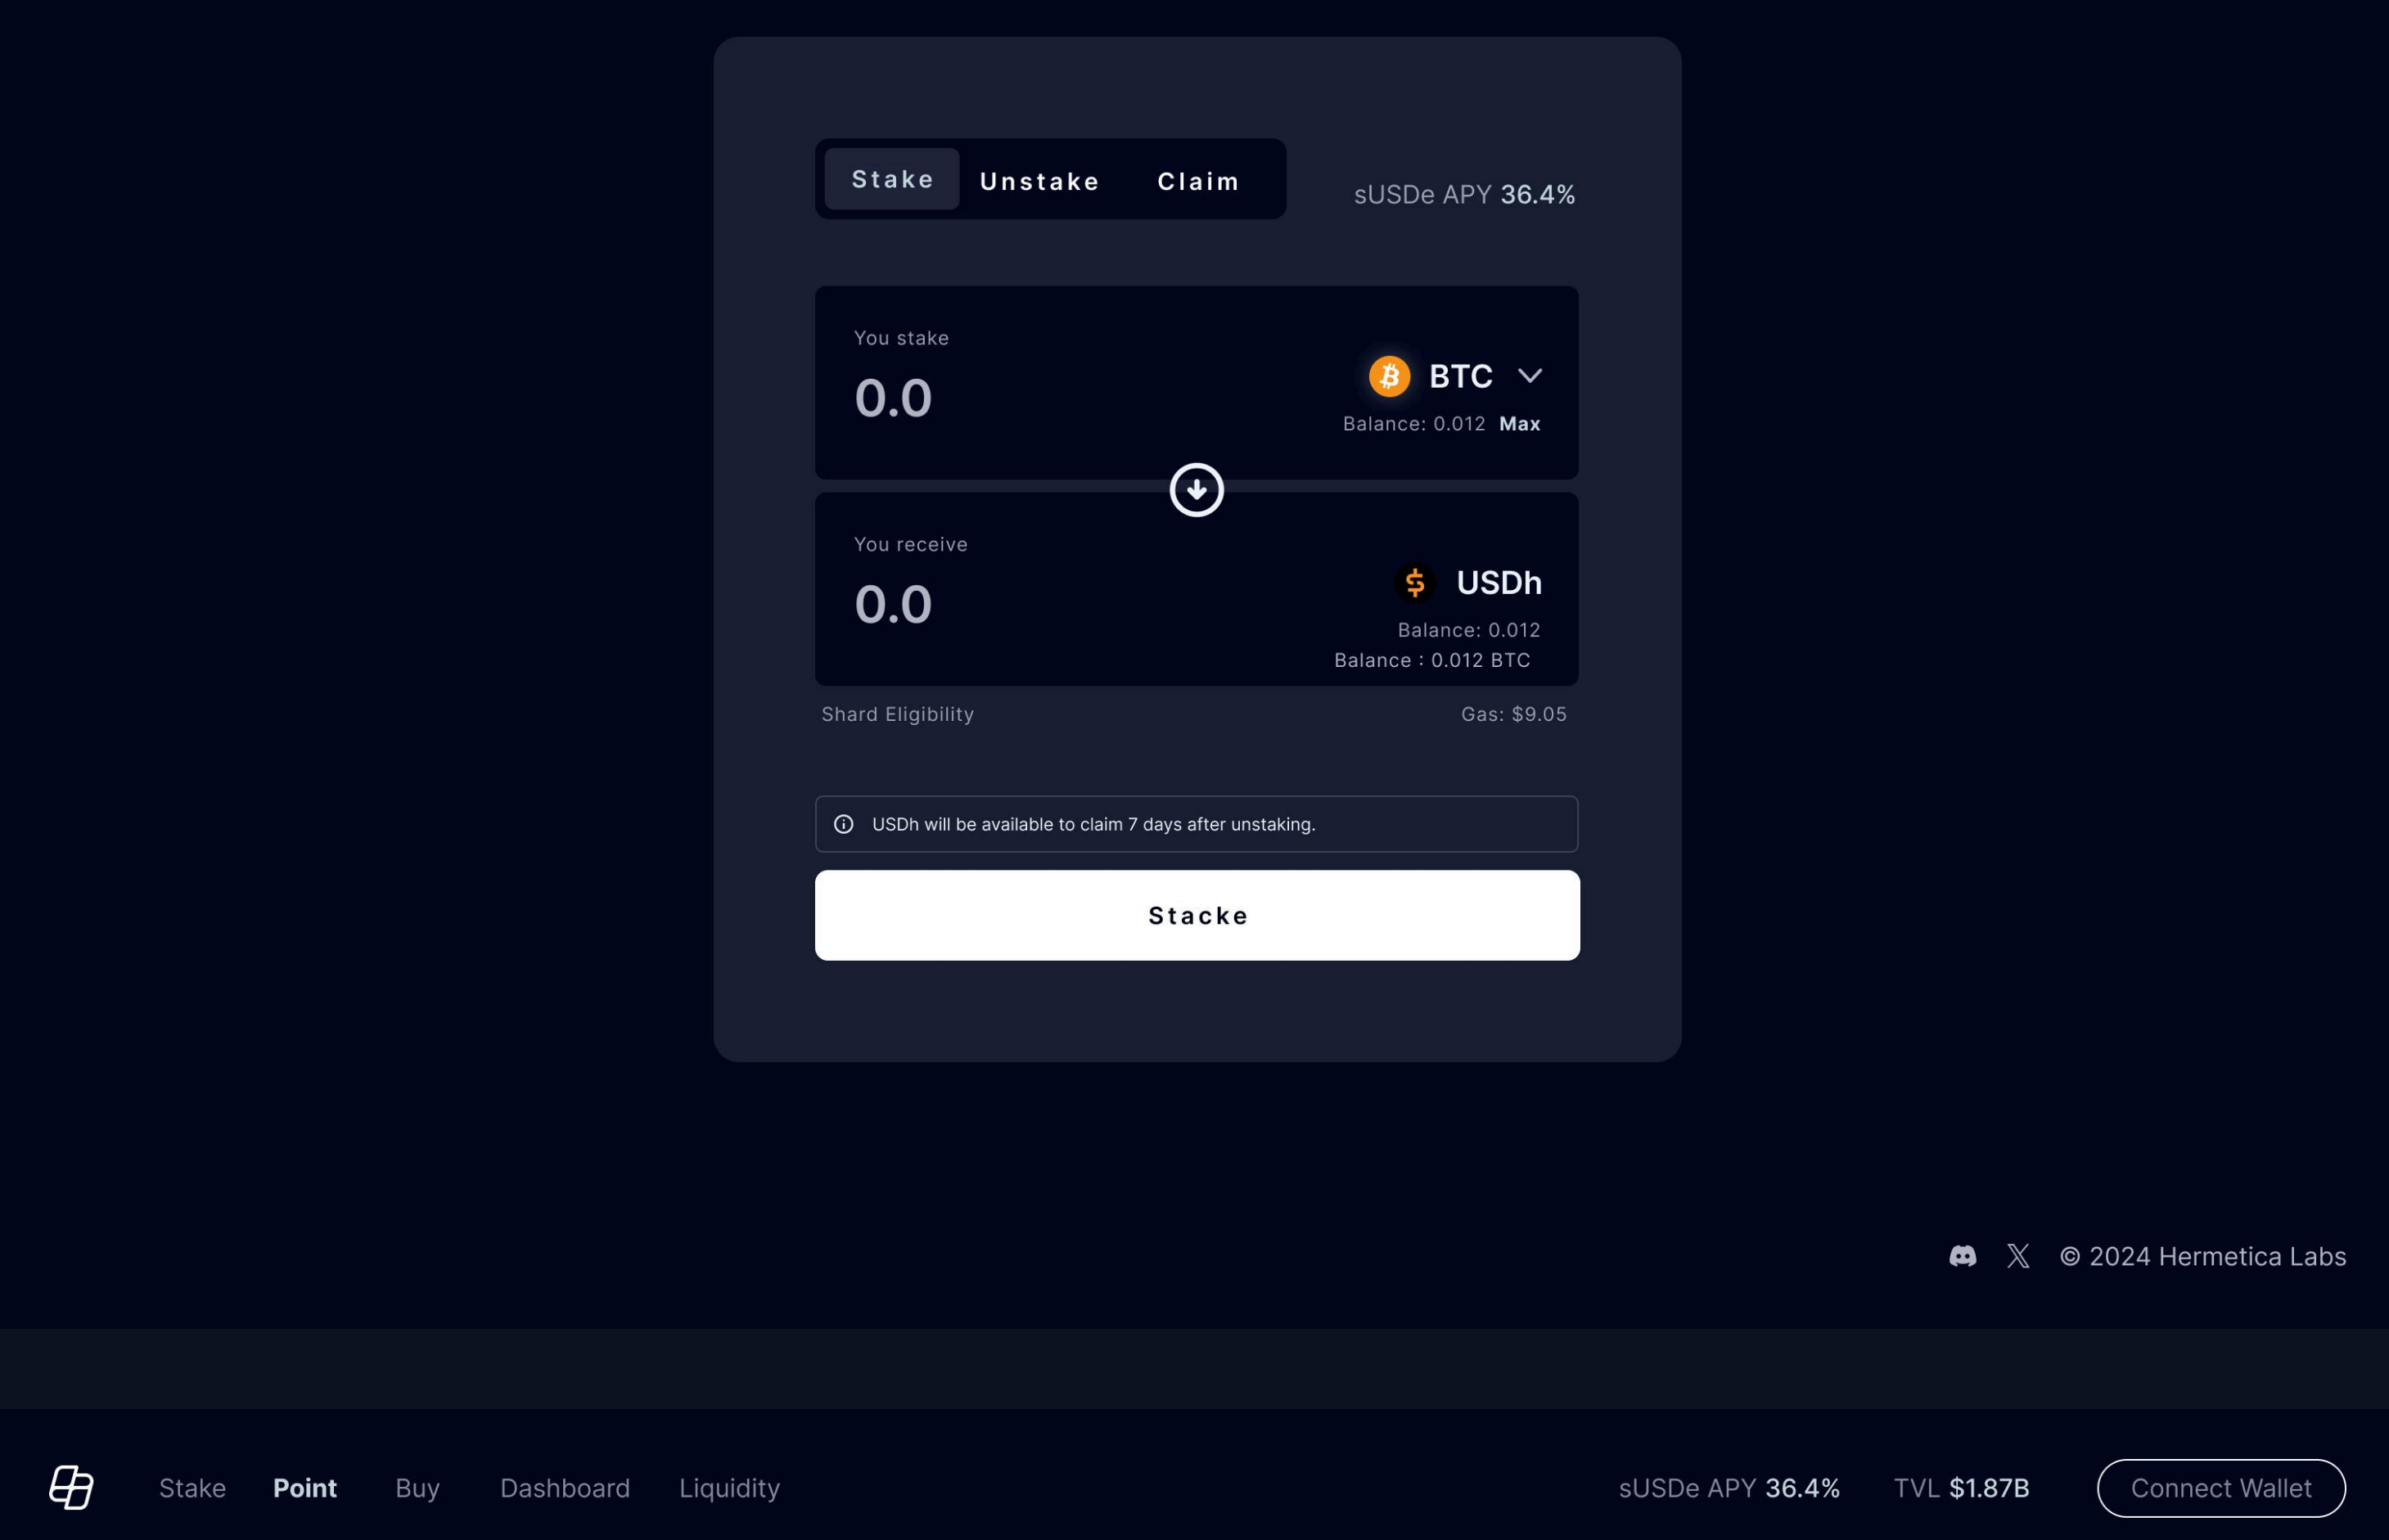 Stake Unstake Claim
sUSDe APY 36.4%
You stake
0.0
BTC
Balance: 0.012 Max
You receive
0.0
USDh
Balance: 0.012
Balance : 0.012 BTC
Shard Eligibility
Gas: $9.05
USDh will be available to claim 7 days after unstaking.
Stacke
© 2024 Hermetica Labs
Stake Point Buy Dashboard Liquidity
sUSDe APY 36.4% TVL $1.87B Connect Wallet